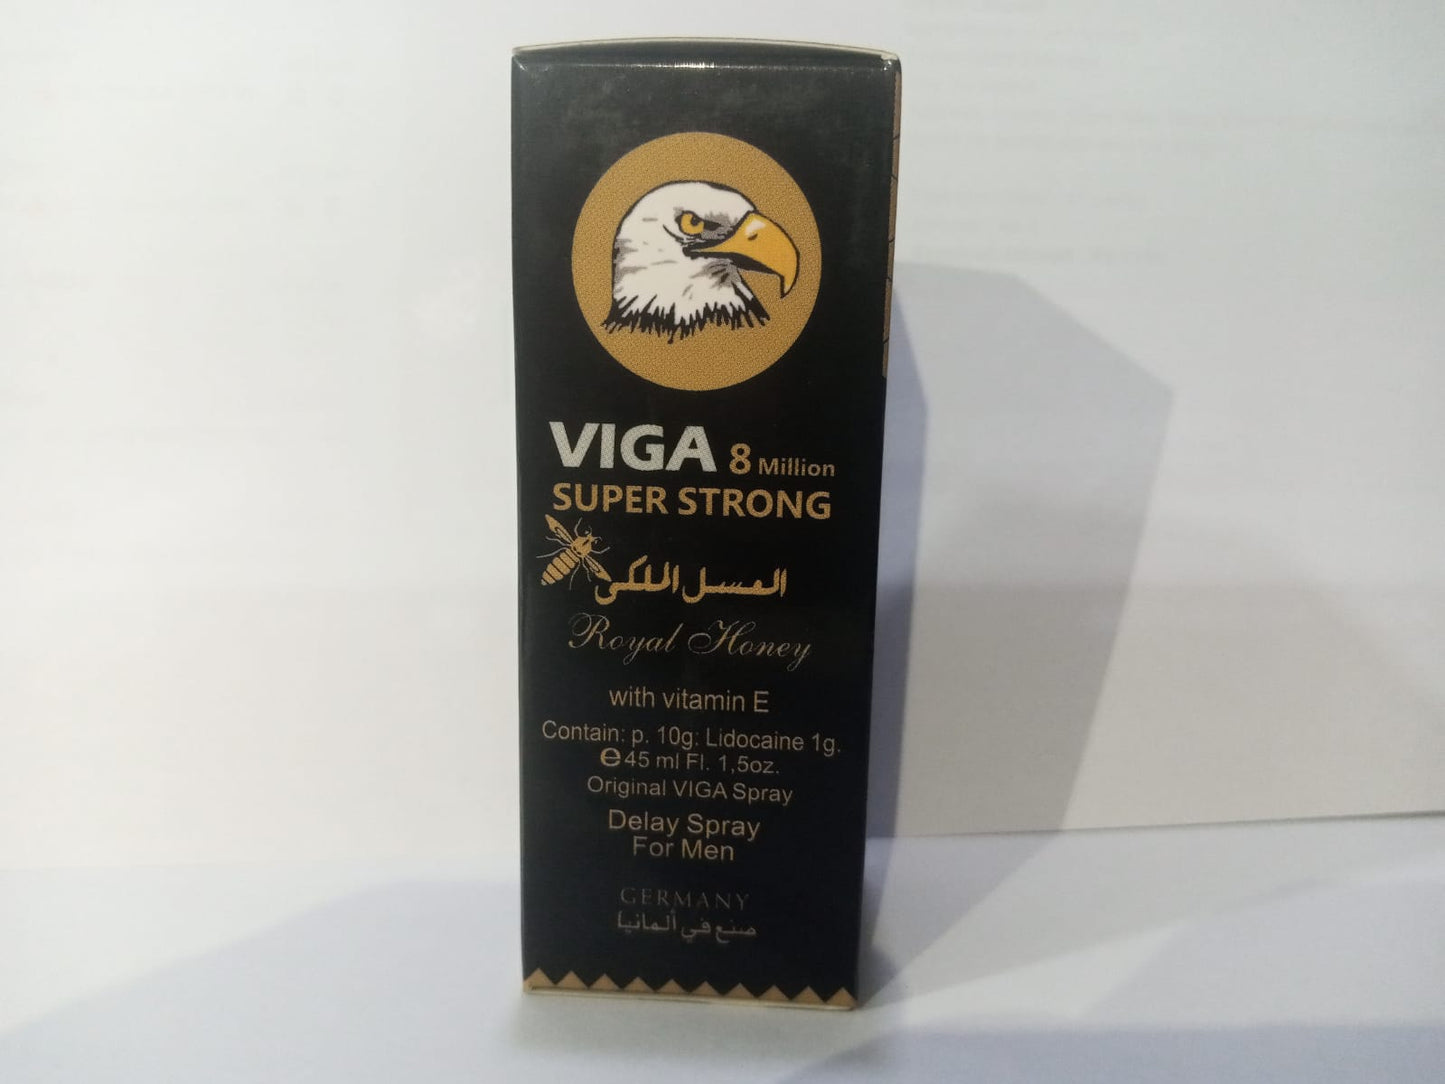 VIGA 8 Million
SUPER STRONG
العسل الملكي
Royal Honey
with vitamin E
Contain: p. 10g: Lidocaine 1g.
℮ 45 ml Fl. 1,5oz.
Original VIGA Spray
Delay Spray
For Men
GERMANY
صنع في ألمانيا